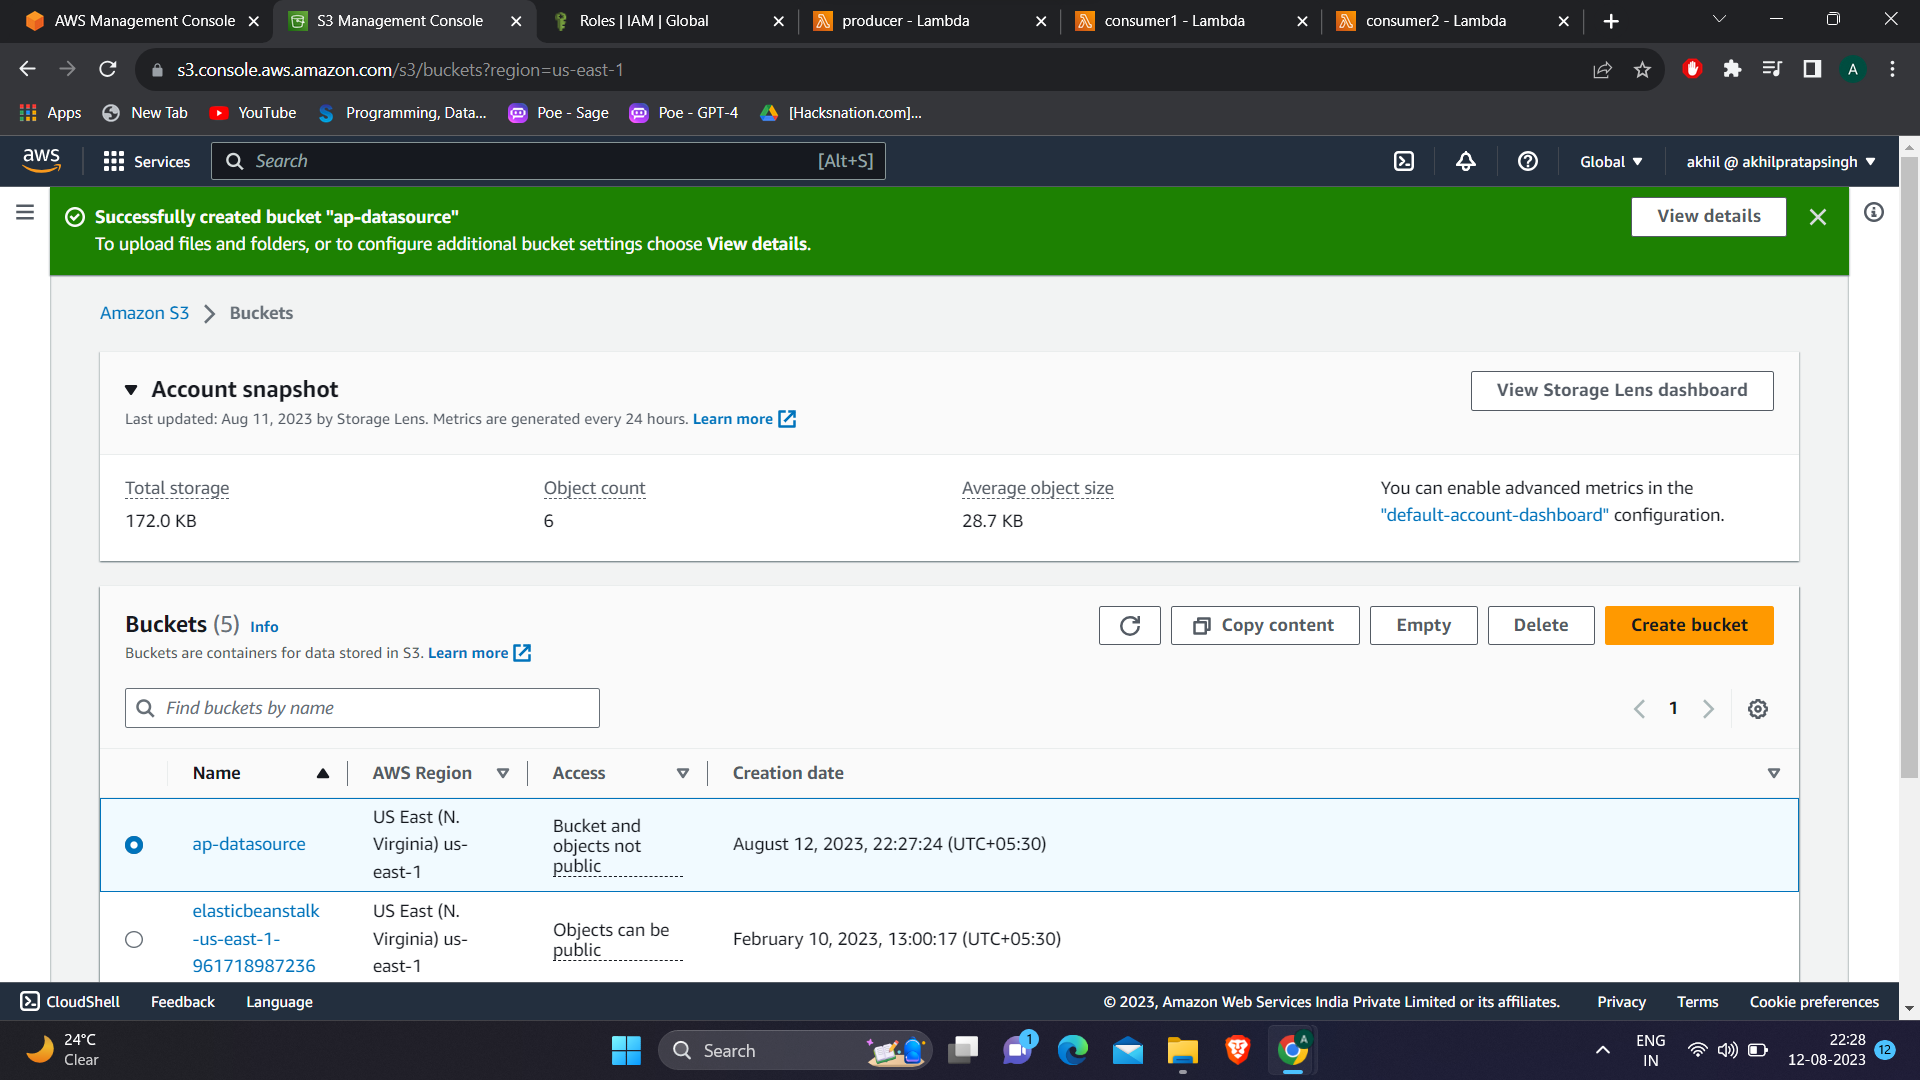 AWS Management Console
S3 Management Console
Roles | IAM | Global
producer - Lambda
consumer1 - Lambda
consumer2 - Lambda
s3.console.aws.amazon.com/s3/buckets?region=us-east-1
A
Apps
New Tab
YouTube
Programming, Data...
Poe - Sage
Poe - GPT-4
[Hacksnation.com]...
aws
Services
Search
[Alt+S]
Global
akhil @ akhilpratapsingh
Successfully created bucket "ap-datasource"
To upload files and folders, or to configure additional bucket settings choose View details.
View details
Amazon S3
Buckets
Account snapshot
Last updated: Aug 11, 2023 by Storage Lens. Metrics are generated every 24 hours. Learn more
View Storage Lens dashboard
Total storage
172.0 KB
Object count
6
Average object size
28.7 KB
You can enable advanced metrics in the
"default-account-dashboard" configuration.
Buckets (5) Info
Buckets are containers for data stored in S3. Learn more
Copy content
Empty
Delete
Create bucket
Find buckets by name
1
Name
AWS Region
Access
Creation date
ap-datasource
US East (N.
Virginia) us-
east-1
Bucket and
objects not
public
August 12, 2023, 22:27:24 (UTC+05:30)
elasticbeanstalk
-us-east-1-
961718987236
US East (N.
Virginia) us-
east-1
Objects can be
public
February 10, 2023, 13:00:17 (UTC+05:30)
CloudShell
Feedback
Language
© 2023, Amazon Web Services India Private Limited or its affiliates.
Privacy
Terms
Cookie preferences
24°C
Clear
Search
1
A
ENG
IN
22:28
12-08-2023
12